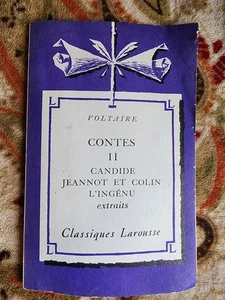 L L
VOLTAIRE
CONTES
II
CANDIDE
JEANNOT ET COLIN
L'INGÉNU
extraits
Classiques Larousse
L L